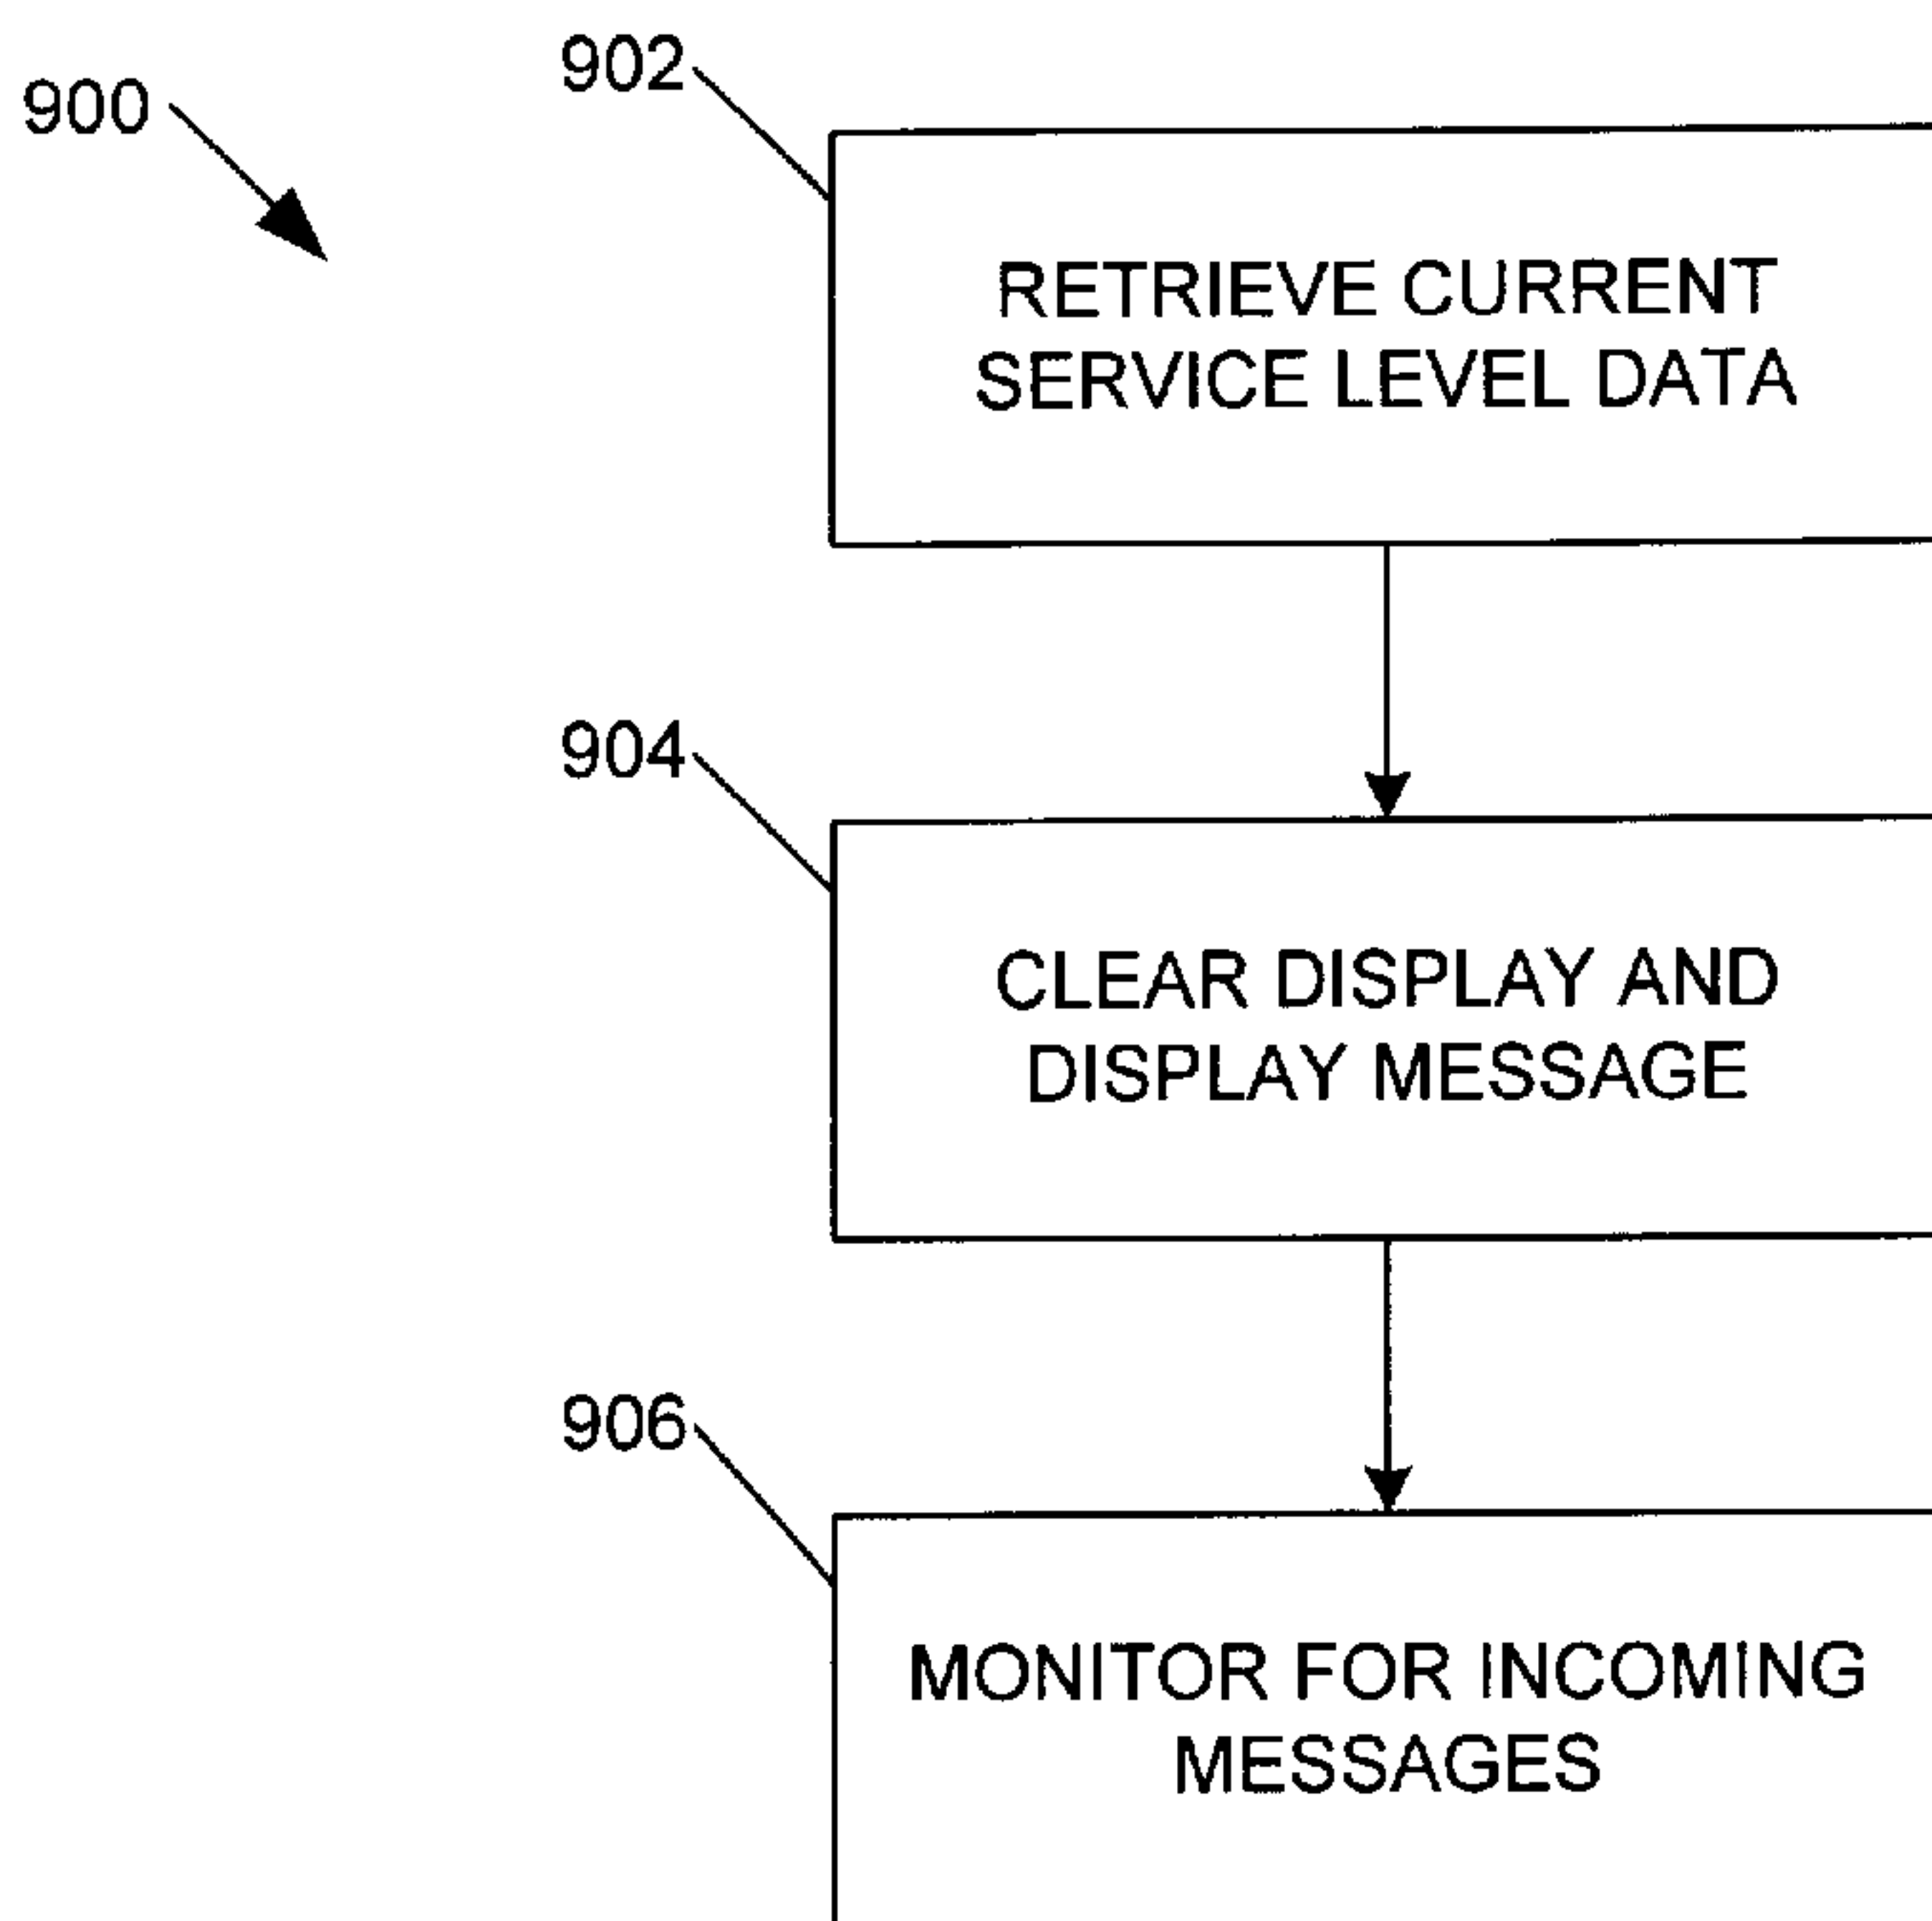 900
902
RETRIEVE CURRENT
SERVICE LEVEL DATA
904
CLEAR DISPLAY AND
DISPLAY MESSAGE
906
MONITOR FOR INCOMING
MESSAGES